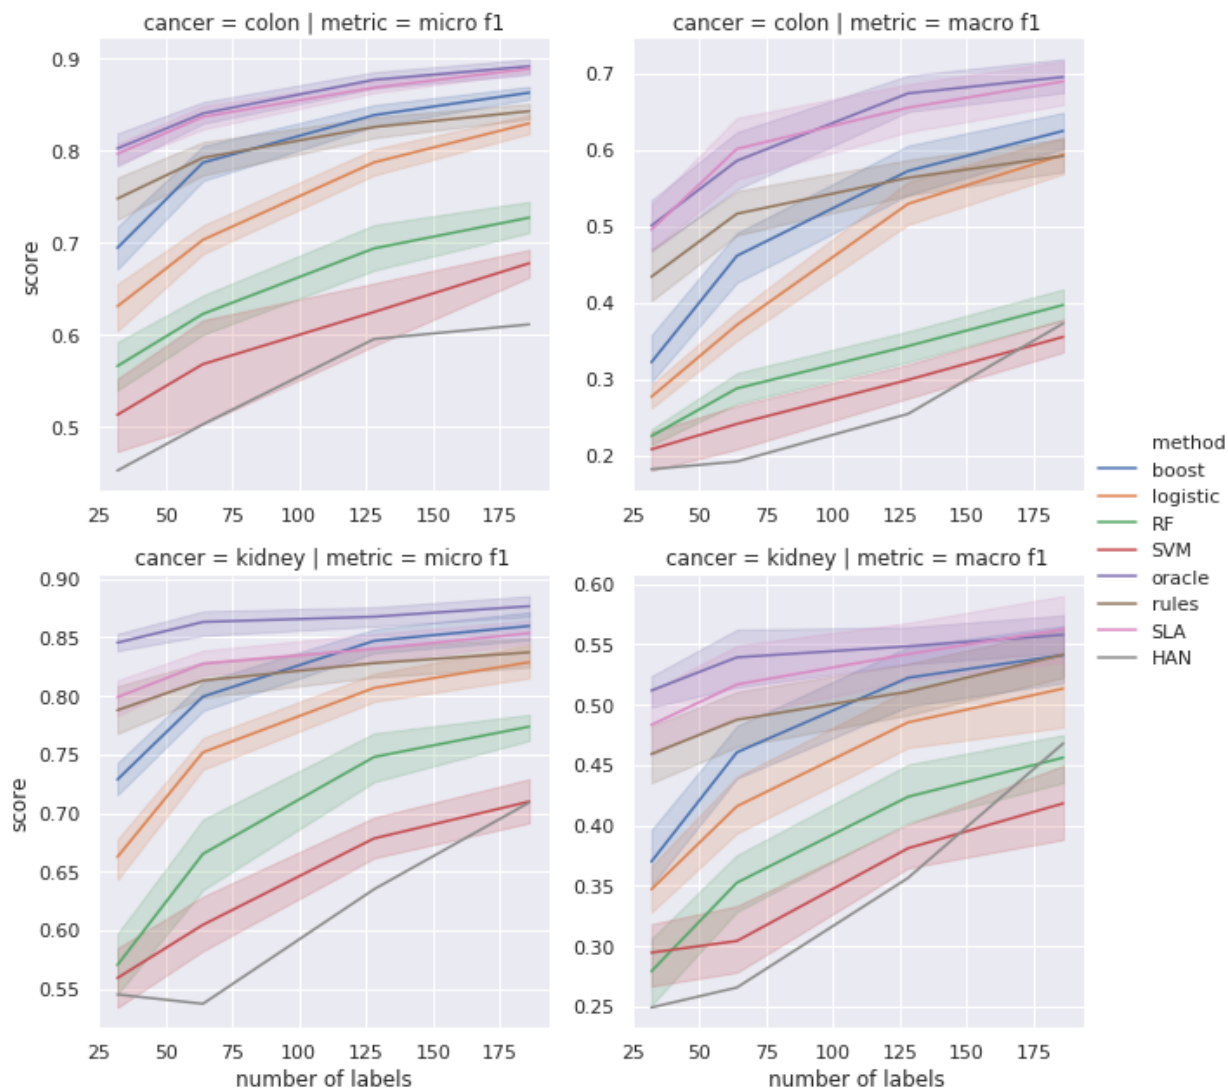 cancer = colon | metric = micro f1
cancer = colon | metric = macro f1
score
0.9
0.8
0.7
0.6
0.5
25 50 75 100 125 150 175
0.7
0.6
0.5
0.4
0.3
0.2
25 50 75 100 125 150 175
method
boost
logistic
RF
SVM
oracle
rules
SLA
HAN
cancer = kidney | metric = micro f1
cancer = kidney | metric = macro f1
score
0.90
0.85
0.80
0.75
0.70
0.65
0.60
0.55
25 50 75 100 125 150 175
number of labels
0.60
0.55
0.50
0.45
0.40
0.35
0.30
0.25
25 50 75 100 125 150 175
number of labels